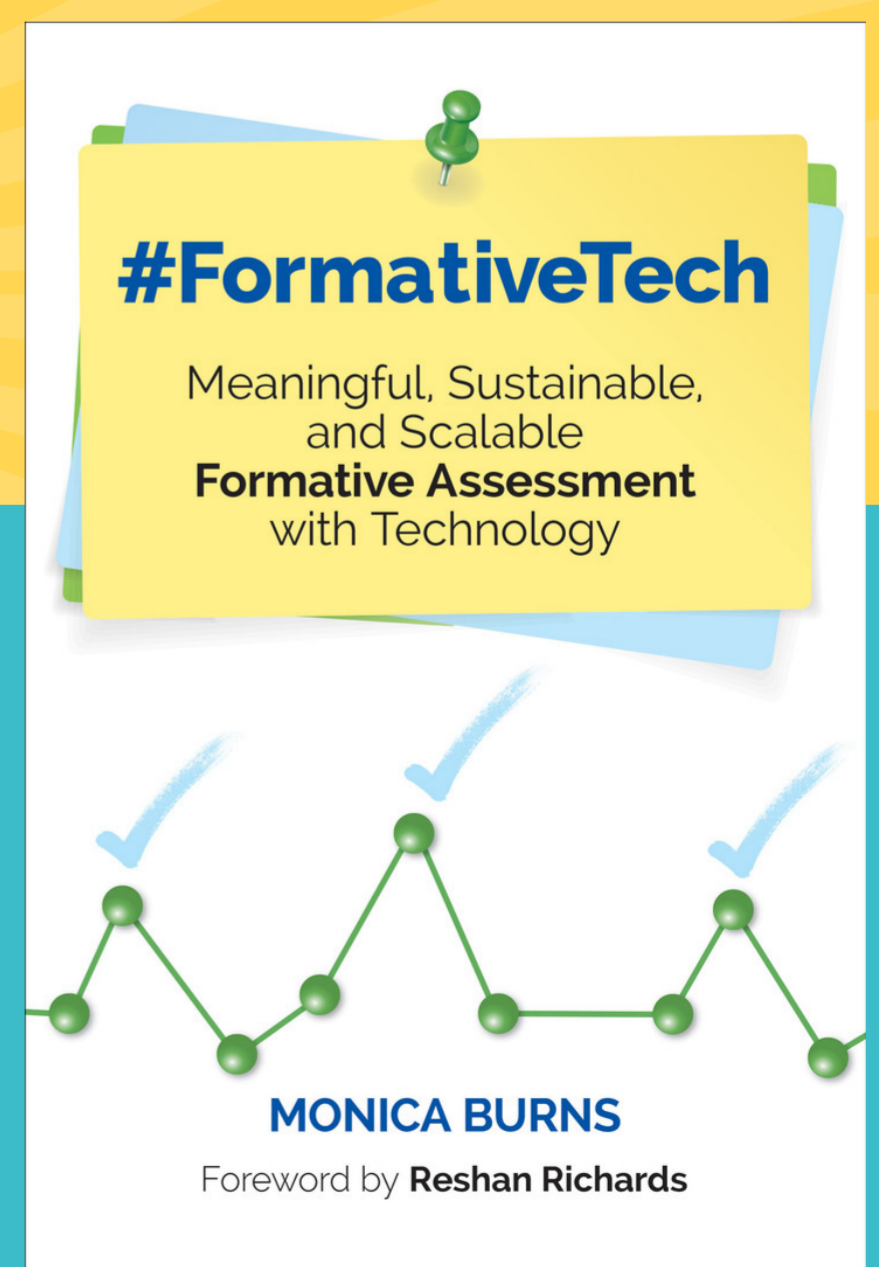 #FormativeTech
Meaningful, Sustainable,
and Scalable
Formative Assessment
with Technology
MONICA BURNS
Foreword by Reshan Richards